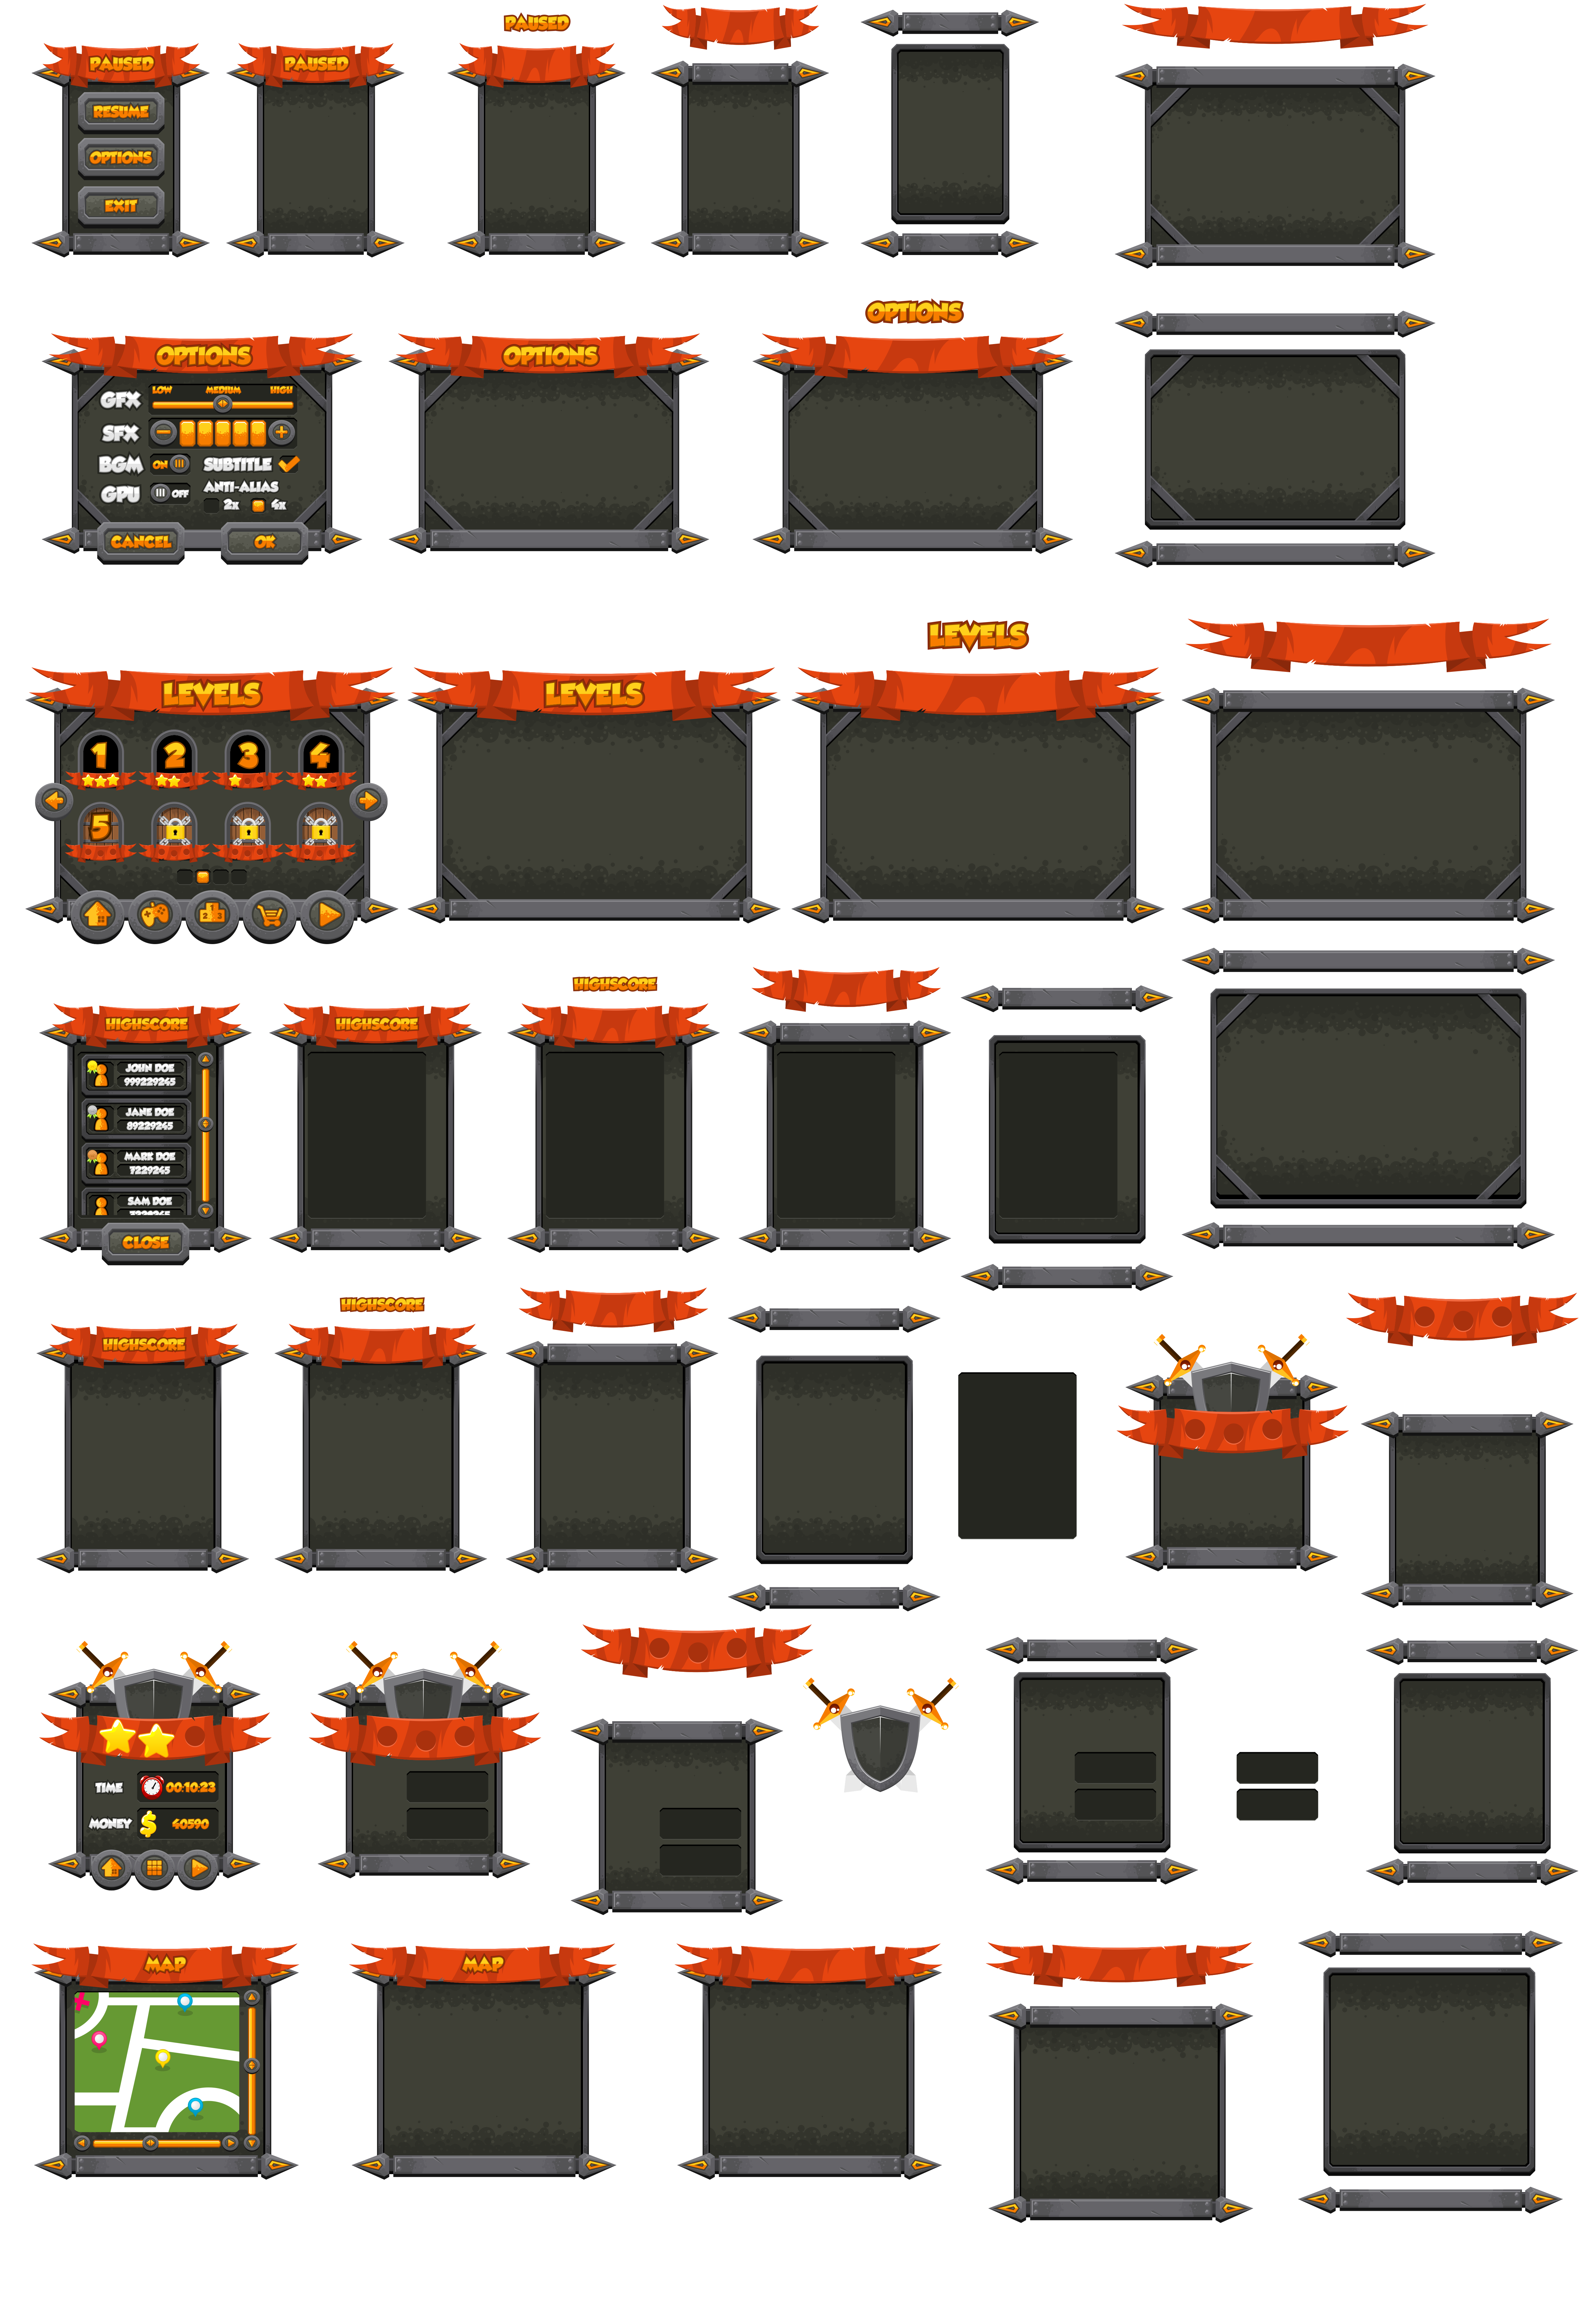 PAUSED
PAUSED
PAUSED
RESUME
OPTIONS
EXIT
OPTIONS
OPTIONS
OPTIONS
LOW MEDIUM HIGH
GFX
SFX
BGM ON SUBTITLE
GPU OFF ANTI-ALIAS
2X 4X
CANCEL OK
LEVELS
LEVELS
LEVELS
1 2 3 4
5
1
2 3
HIGHSCORE
HIGHSCORE
HIGHSCORE
JOHN DOE
999229245
JANE DOE
89229245
MARK DOE
7229245
SAM DOE
CLOSE
HIGHSCORE
HIGHSCORE
TIME 00:10:23
MONEY $ 40590
MAP
MAP